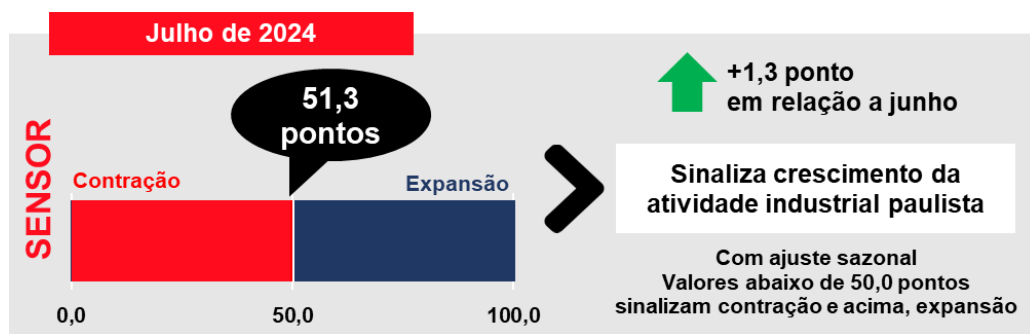 Julho de 2024
51,3
pontos
SENSOR
Contração
Expansão
0,0
50,0
100,0
+1,3 ponto
em relação a junho
Sinaliza crescimento da
atividade industrial paulista
Com ajuste sazonal
Valores abaixo de 50,0 pontos
sinalizam contração e acima, expansão